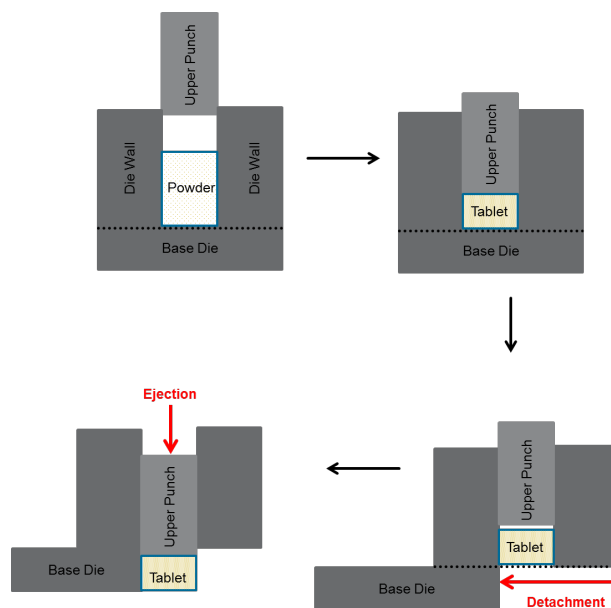 Upper Punch
Die Wall
Powder
Die Wall
Base Die
Upper Punch
Tablet
Base Die
Ejection
Upper Punch
Base Die
Tablet
Upper Punch
Tablet
Base Die
Detachment